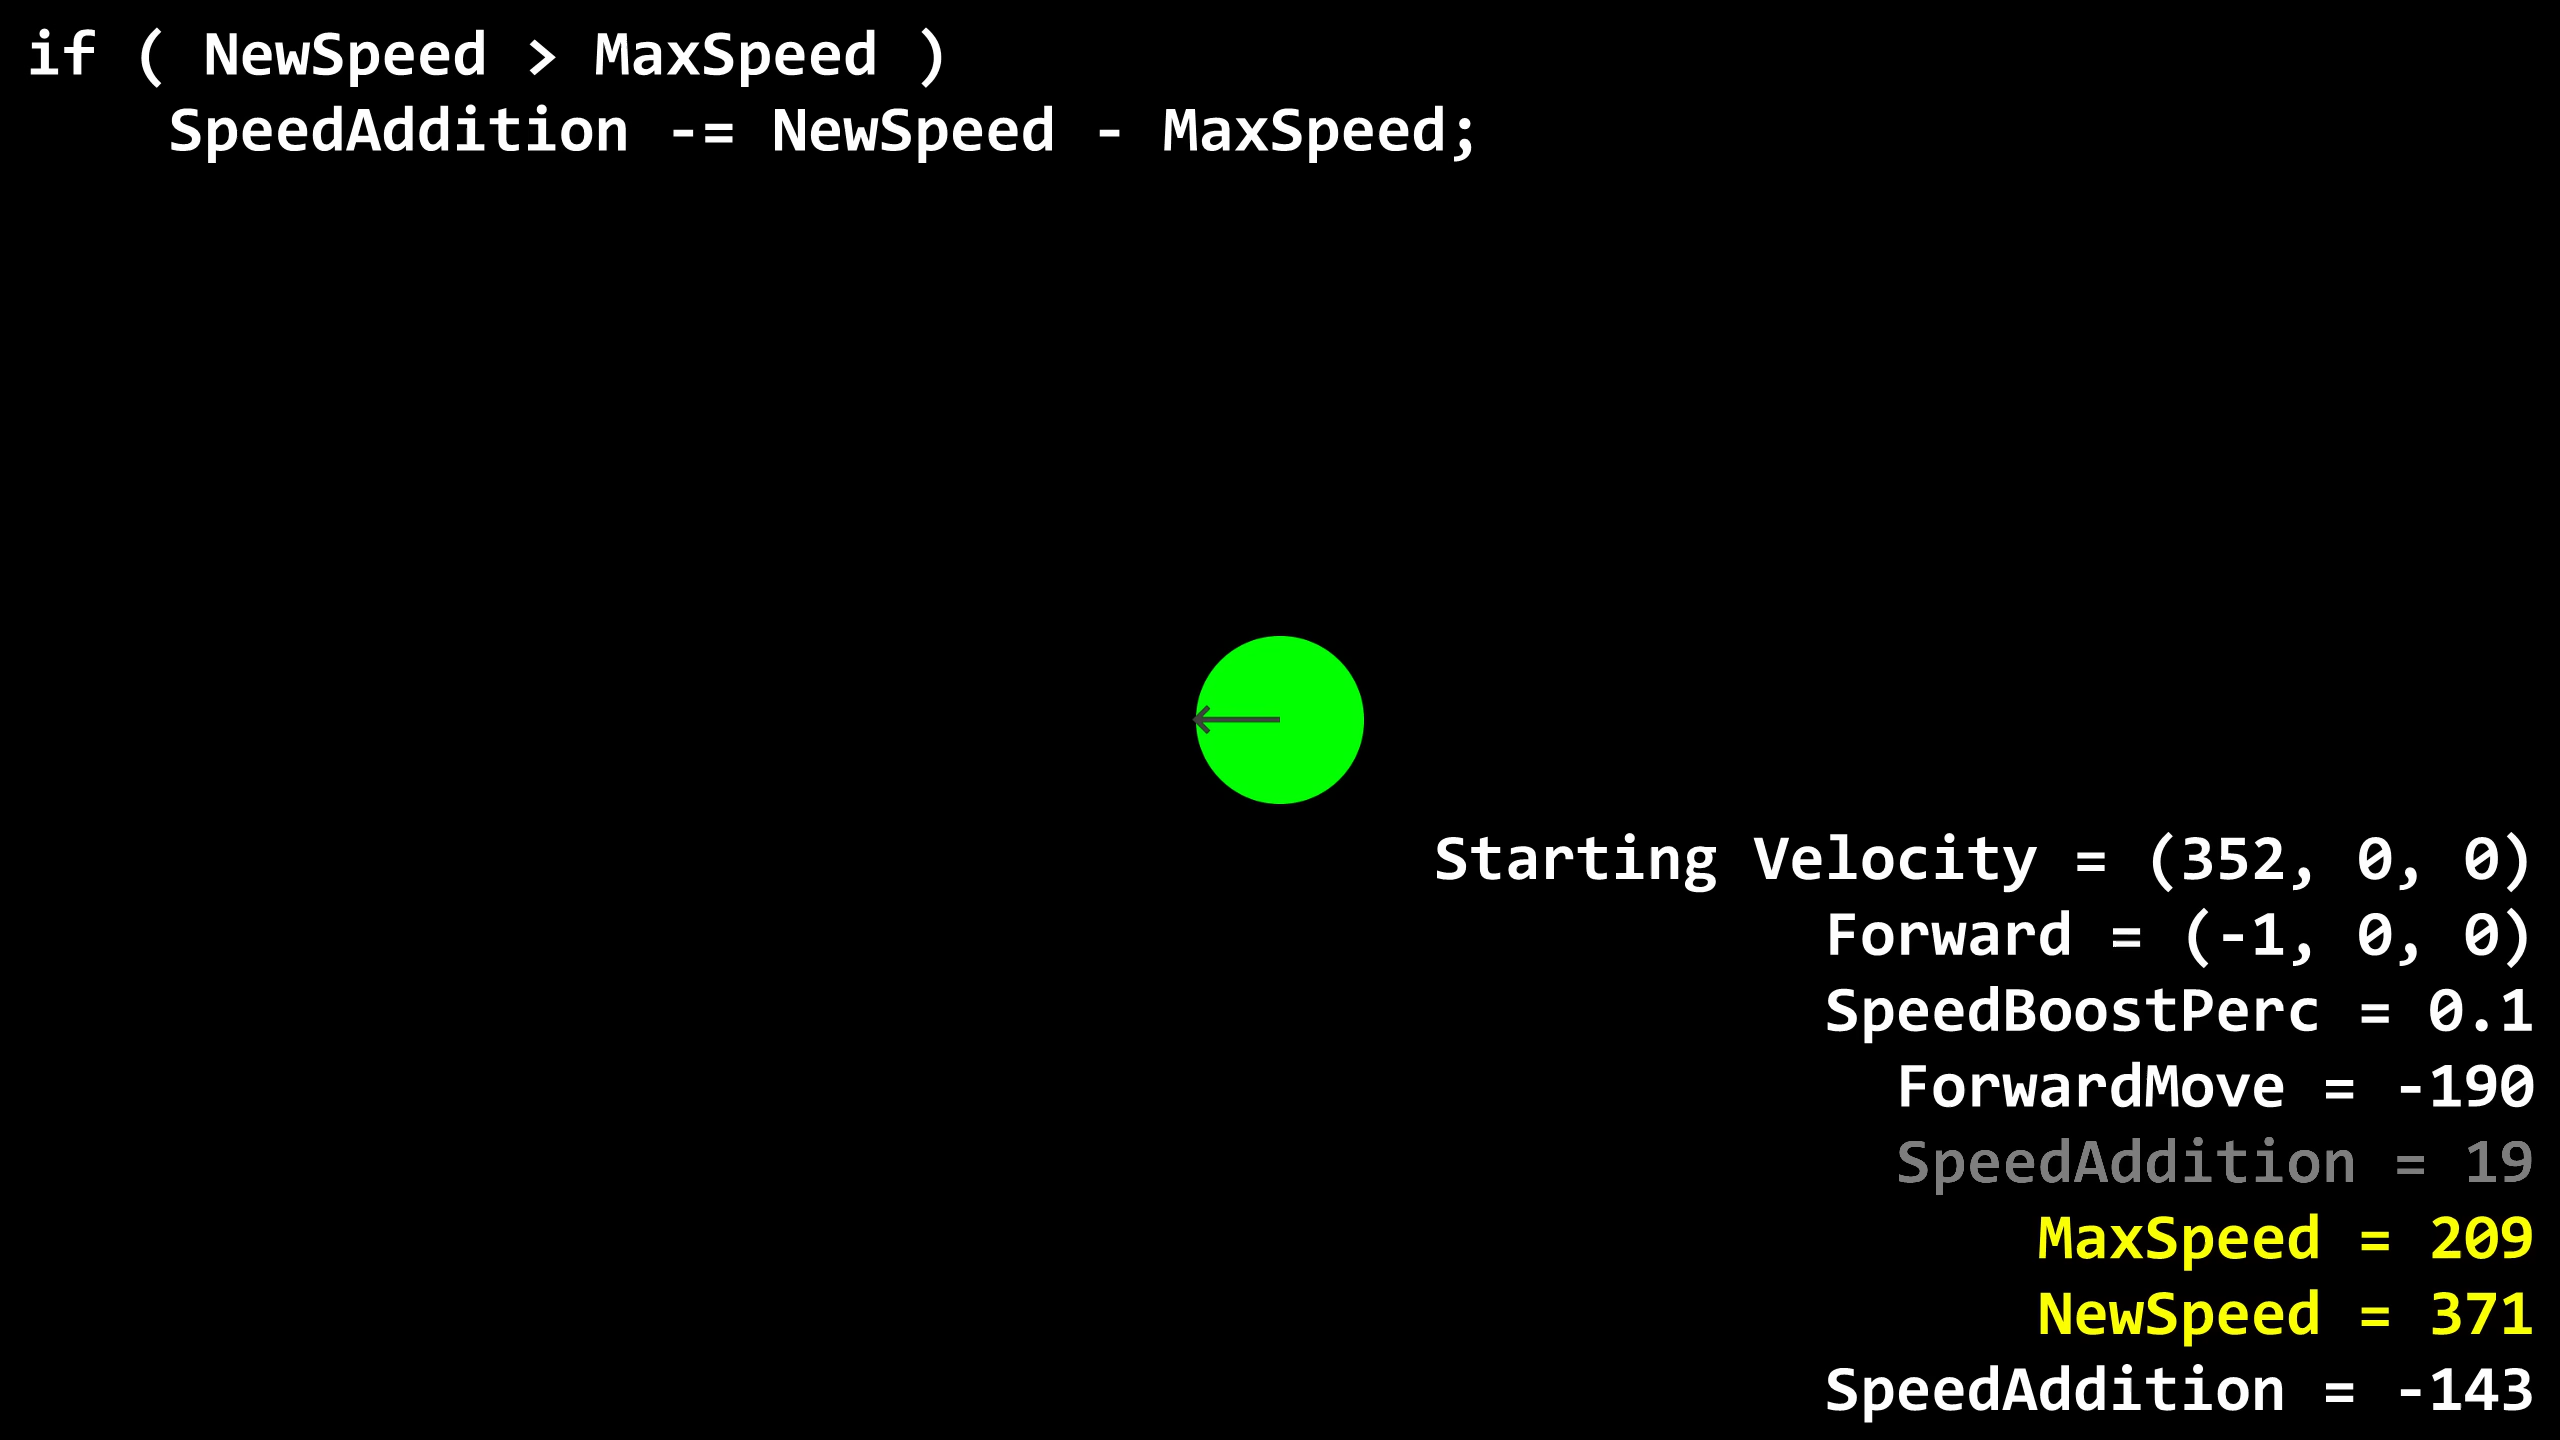 if ( NewSpeed > MaxSpeed )
    SpeedAddition -= NewSpeed - MaxSpeed;
Starting Velocity = (352, 0, 0)
Forward = (-1, 0, 0)
SpeedBoostPerc = 0.1
ForwardMove = -190
SpeedAddition = 19
MaxSpeed = 209
NewSpeed = 371
SpeedAddition = -143